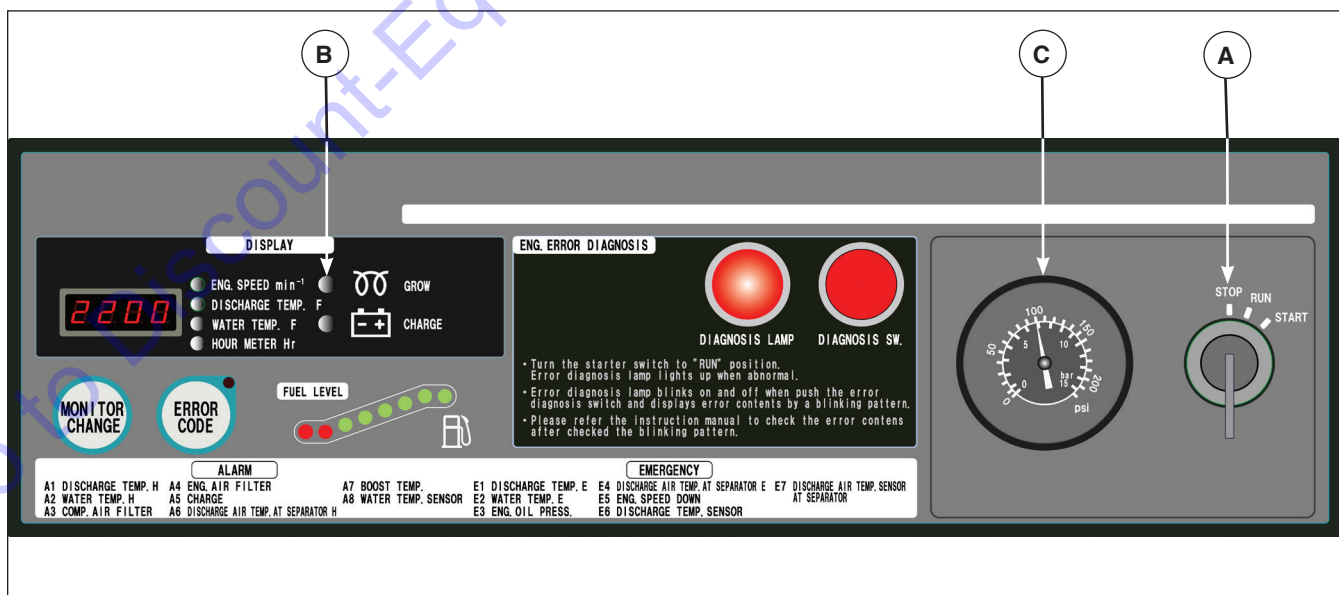 B
C
A
to Discount-Eq
DISPLAY
2200
ENG. SPEED min⁻¹
DISCHARGE TEMP. F
WATER TEMP. F
HOUR METER Hr
GROW
CHARGE
MONITOR
CHANGE
ERROR
CODE
FUEL LEVEL
ENG. ERROR DIAGNOSIS
DIAGNOSIS LAMP
DIAGNOSIS SW.
• Turn the starter switch to "RUN" position.
Error diagnosis lamp lights up when abnormal.
• Error diagnosis lamp blinks on and off when push the error
diagnosis switch and displays error contents by a blinking pattern.
• Please refer the instruction manual to check the error contens
after checked the blinking pattern.
0
50
100
150
200
psi
0
5
10
15
bar
STOP
RUN
START
ALARM
A1 DISCHARGE TEMP. H
A2 WATER TEMP. H
A3 COMP. AIR FILTER
A4 ENG. AIR FILTER
A5 CHARGE
A6 DISCHARGE AIR TEMP. AT SEPARATOR H
A7 BOOST TEMP.
A8 WATER TEMP. SENSOR
EMERGENCY
E1 DISCHARGE TEMP. E
E2 WATER TEMP. E
E3 ENG. OIL PRESS.
E4 DISCHARGE AIR TEMP. AT SEPARATOR E
E5 ENG. SPEED DOWN
E6 DISCHARGE TEMP. SENSOR
E7 DISCHARGE AIR TEMP. SENSOR
AT SEPARATOR